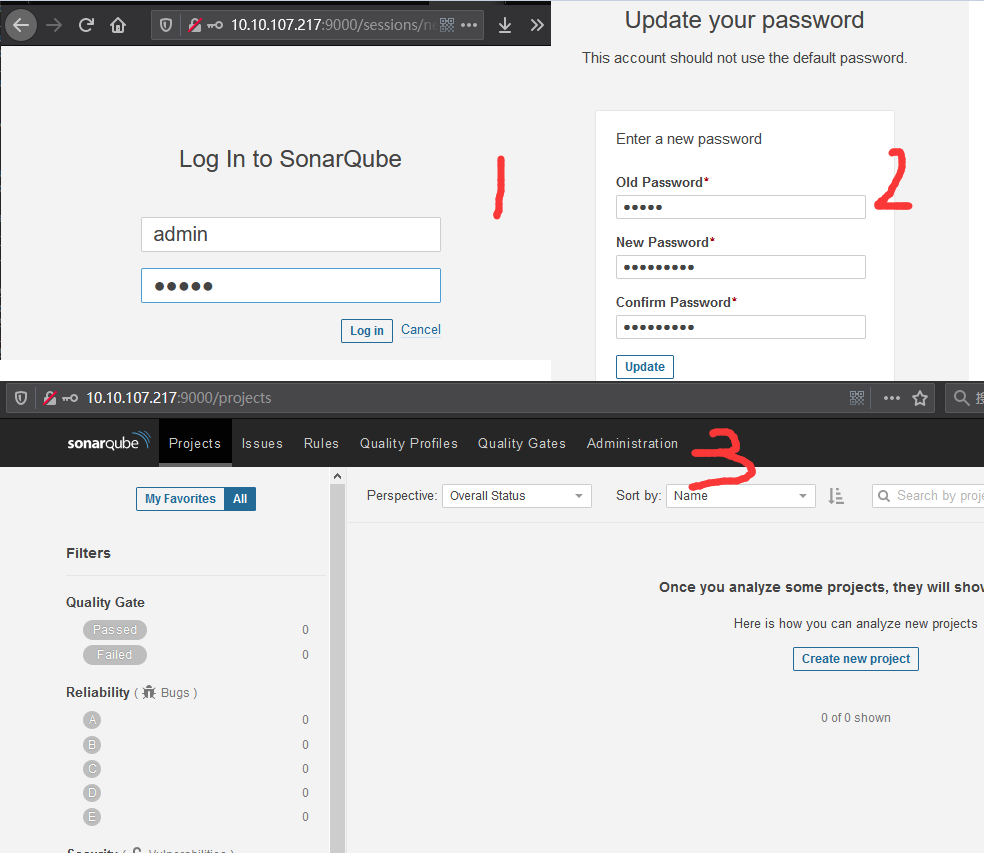 10.10.107.217:9000/sessions/n
Log In to SonarQube
admin
●●●●●
Log in Cancel
1
Update your password
This account should not use the default password.
Enter a new password
Old Password*
●●●●●
New Password*
●●●●●●●●●
Confirm Password*
●●●●●●●●●
Update
2
10.10.107.217:9000/projects
sonarqube Projects Issues Rules Quality Profiles Quality Gates Administration
3
My Favorites All
Perspective: Overall Status Sort by: Name Search by proje
Filters
Quality Gate
Passed 0
Failed 0
Reliability ( Bugs )
A 0
B 0
C 0
D 0
E 0
Once you analyze some projects, they will show
Here is how you can analyze new projects
Create new project
0 of 0 shown
Security ( Vulnerabilities )